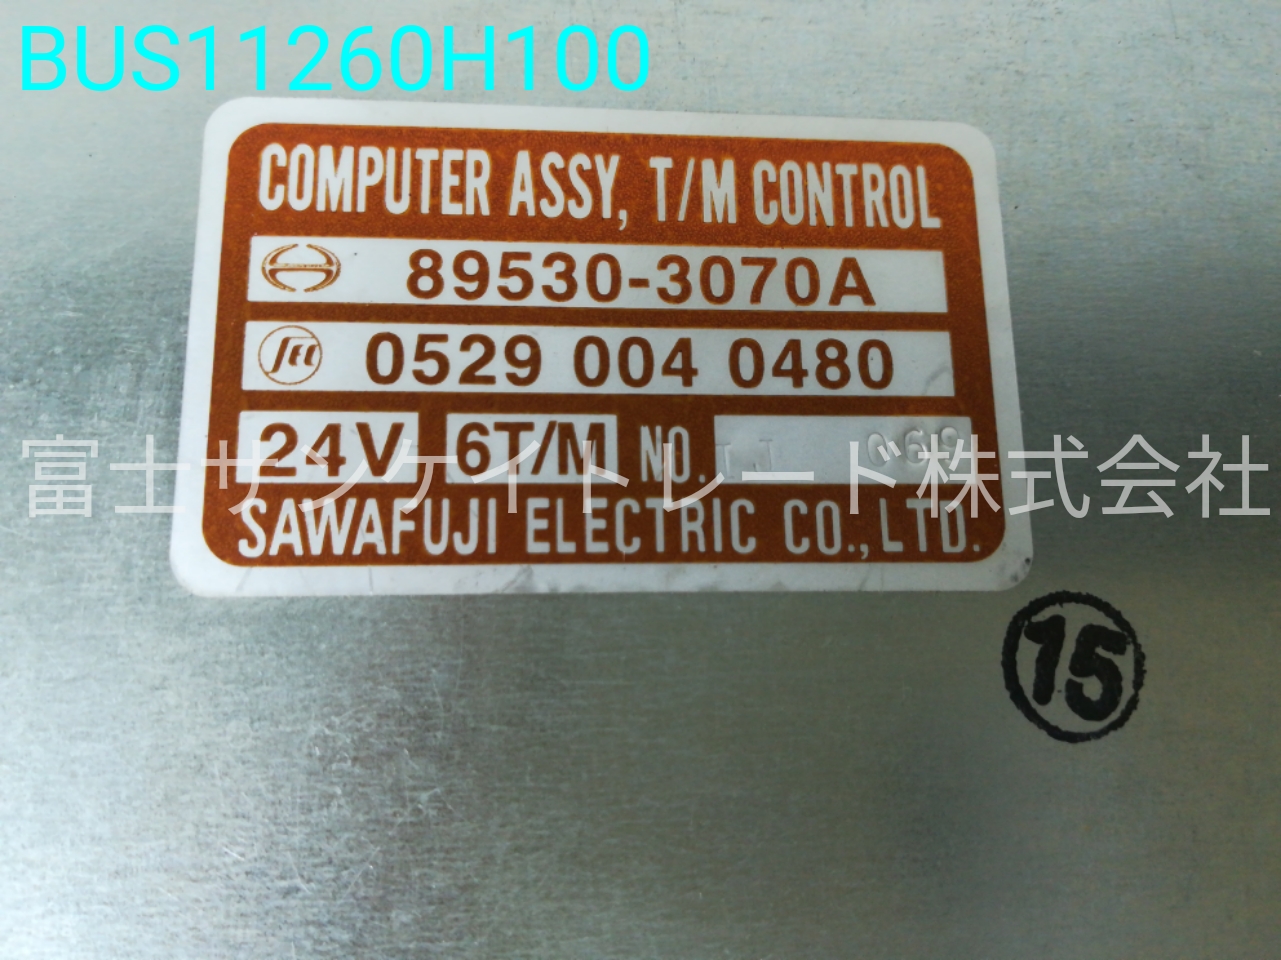 BUS11260H100
COMPUTER ASSY, T/M CONTROL
89530-3070A
0529 004 0480
24V 6T/M NO.
富士サンケイトレード株式会社
SAWAFUJI ELECTRIC CO., LTD.
15